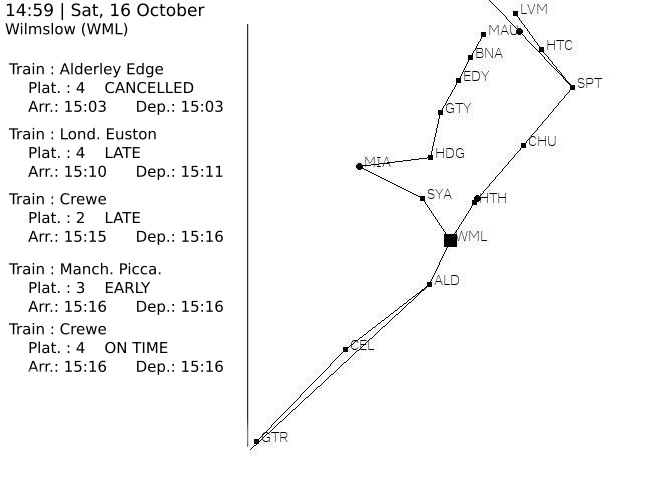 14:59 | Sat, 16 October
Wilmslow (WML)
Train : Alderley Edge
Plat. : 4 CANCELLED
Arr.: 15:03 Dep.: 15:03
Train : Lond. Euston
Plat. : 4 LATE
Arr.: 15:10 Dep.: 15:11
Train : Crewe
Plat. : 2 LATE
Arr.: 15:15 Dep.: 15:16
Train : Manch. Picca.
Plat. : 3 EARLY
Arr.: 15:16 Dep.: 15:16
Train : Crewe
Plat. : 4 ON TIME
Arr.: 15:16 Dep.: 15:16
LVM
MAU
HTC
BNA
EDY
SPT
GTY
CHU
HDG
MIA
SYA
HTH
WML
ALD
CEL
GTR